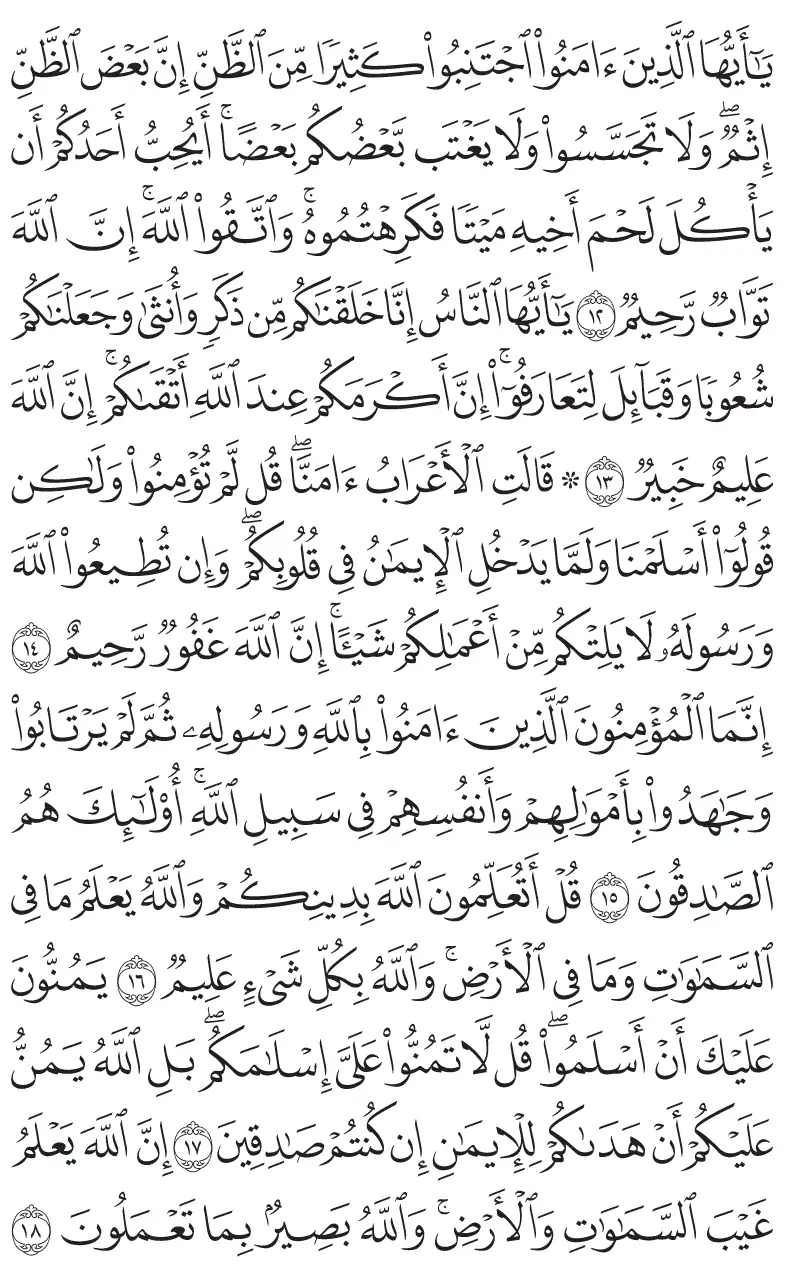 يَٰٓأَيُّهَا ٱلَّذِينَ ءَامَنُوا۟ ٱجْتَنِبُوا۟ كَثِيرًا مِّنَ ٱلظَّنِّ إِنَّ بَعْضَ ٱلظَّنِّ
إِثْمٌ ۖ وَلَا تَجَسَّسُوا۟ وَلَا يَغْتَب بَّعْضُكُم بَعْضًا ۚ أَيُحِبُّ أَحَدُكُمْ أَن
يَأْكُلَ لَحْمَ أَخِيهِ مَيْتًا فَكَرِهْتُمُوهُ ۚ وَٱتَّقُوا۟ ٱللَّهَ ۚ إِنَّ ٱللَّهَ
تَوَّابٌ رَّحِيمٌ ١٢ يَٰٓأَيُّهَا ٱلنَّاسُ إِنَّا خَلَقْنَٰكُم مِّن ذَكَرٍ وَأُنثَىٰ وَجَعَلْنَٰكُمْ
شُعُوبًا وَقَبَآئِلَ لِتَعَارَفُوٓا۟ ۚ إِنَّ أَكْرَمَكُمْ عِندَ ٱللَّهِ أَتْقَىٰكُمْ ۚ إِنَّ ٱللَّهَ
عَلِيمٌ خَبِيرٌ ١٣ ۞ قَالَتِ ٱلْأَعْرَابُ ءَامَنَّا ۖ قُل لَّمْ تُؤْمِنُوا۟ وَلَٰكِن
قُولُوٓا۟ أَسْلَمْنَا وَلَمَّا يَدْخُلِ ٱلْإِيمَٰنُ فِى قُلُوبِكُمْ ۖ وَإِن تُطِيعُوا۟ ٱللَّهَ
وَرَسُولَهُۥ لَا يَلِتْكُم مِّنْ أَعْمَٰلِكُمْ شَيْـًٔا ۚ إِنَّ ٱللَّهَ غَفُورٌ رَّحِيمٌ ١٤
إِنَّمَا ٱلْمُؤْمِنُونَ ٱلَّذِينَ ءَامَنُوا۟ بِٱللَّهِ وَرَسُولِهِۦ ثُمَّ لَمْ يَرْتَابُوا۟
وَجَٰهَدُوا۟ بِأَمْوَٰلِهِمْ وَأَنفُسِهِمْ فِى سَبِيلِ ٱللَّهِ ۚ أُو۟لَٰٓئِكَ هُمُ
ٱلصَّٰدِقُونَ ١٥ قُلْ أَتُعَلِّمُونَ ٱللَّهَ بِدِينِكُمْ وَٱللَّهُ يَعْلَمُ مَا فِى
ٱلسَّمَٰوَٰتِ وَمَا فِى ٱلْأَرْضِ ۚ وَٱللَّهُ بِكُلِّ شَىْءٍ عَلِيمٌ ١٦ يَمُنُّونَ
عَلَيْكَ أَنْ أَسْلَمُوا۟ ۖ قُل لَّا تَمُنُّوا۟ عَلَىَّ إِسْلَٰمَكُم ۖ بَلِ ٱللَّهُ يَمُنُّ
عَلَيْكُمْ أَنْ هَدَىٰكُمْ لِلْإِيمَٰنِ إِن كُنتُمْ صَٰدِقِينَ ١٧ إِنَّ ٱللَّهَ يَعْلَمُ
غَيْبَ ٱلسَّمَٰوَٰتِ وَٱلْأَرْضِ ۚ وَٱللَّهُ بَصِيرٌۢ بِمَا تَعْمَلُونَ ١٨